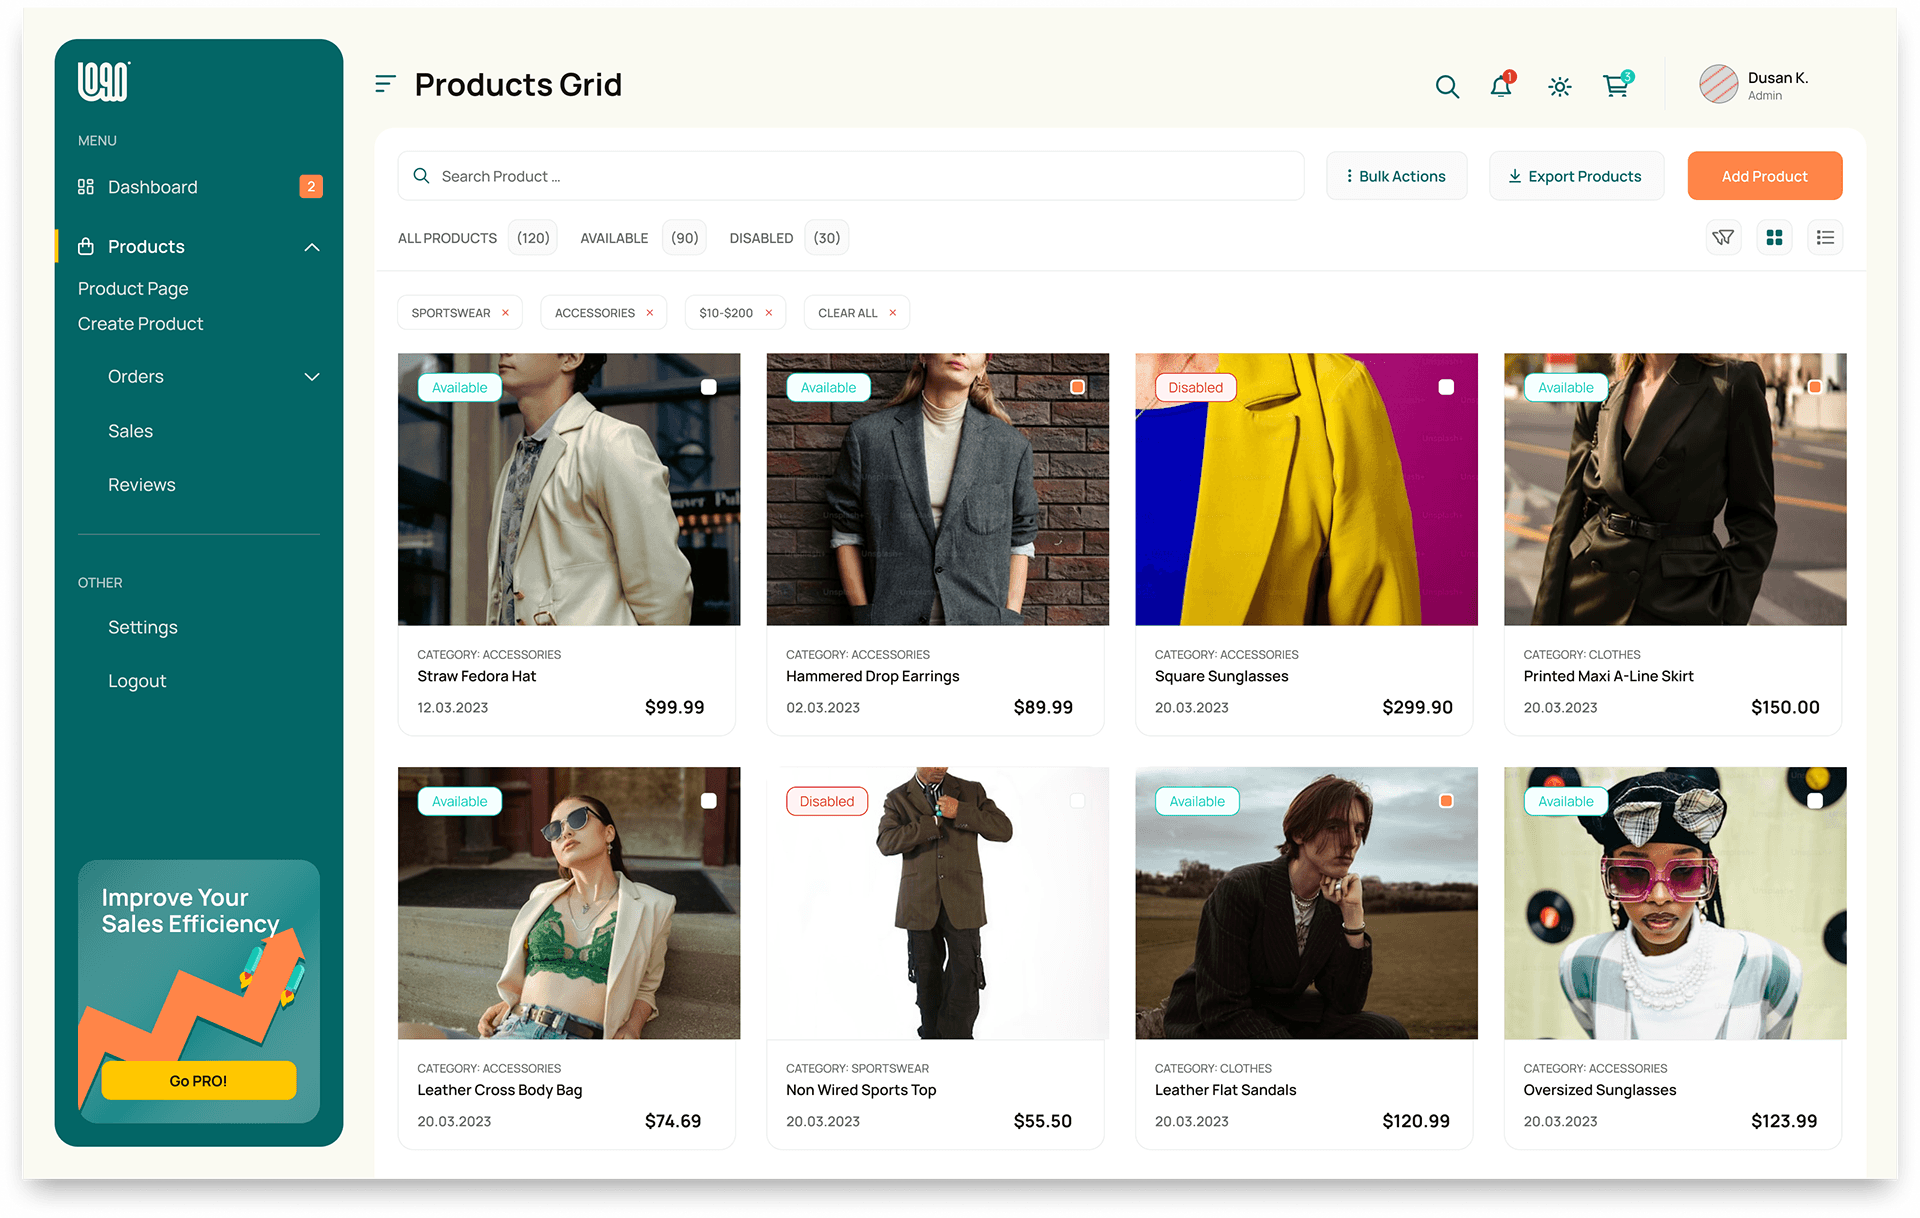 LOGO
MENU
Dashboard 2
Products
Product Page
Create Product
Orders
Sales
Reviews
OTHER
Settings
Logout
Improve Your
Sales Efficiency
Go PRO!
Products Grid
1
3
Dusan K.
Admin
Search Product ...
Bulk Actions
Export Products
Add Product
ALL PRODUCTS (120) AVAILABLE (90) DISABLED (30)
SPORTSWEAR × ACCESSORIES × $10-$200 × CLEAR ALL ×
Available
CATEGORY: ACCESSORIES
Straw Fedora Hat
12.03.2023 $99.99
Available
Unsplash+
CATEGORY: ACCESSORIES
Hammered Drop Earrings
02.03.2023 $89.99
Disabled
Unsplash+
CATEGORY: ACCESSORIES
Square Sunglasses
20.03.2023 $299.90
Available
CATEGORY: CLOTHES
Printed Maxi A-Line Skirt
20.03.2023 $150.00
Available
CATEGORY: ACCESSORIES
Leather Cross Body Bag
20.03.2023 $74.69
Disabled
CATEGORY: SPORTSWEAR
Non Wired Sports Top
20.03.2023 $55.50
Available
CATEGORY: CLOTHES
Leather Flat Sandals
20.03.2023 $120.99
Available
CATEGORY: ACCESSORIES
Oversized Sunglasses
20.03.2023 $123.99